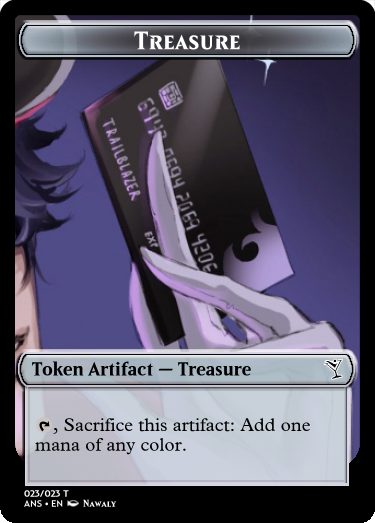 Treasure
TRAILBLAZER
Token Artifact — Treasure
, Sacrifice this artifact: Add one
mana of any color.
023/023 T
ANS • EN Nawaly